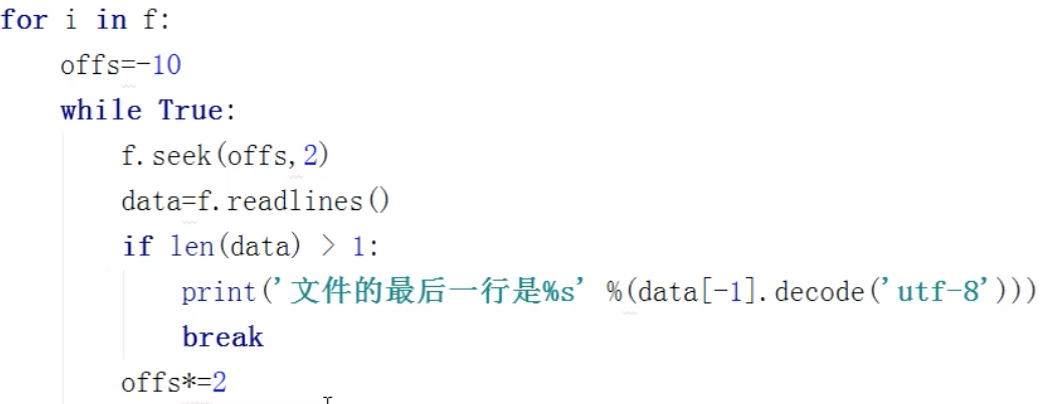 for i in f:
    offs=-10
    while True:
        f.seek(offs,2)
        data=f.readlines()
        if len(data) > 1:
            print('文件的最后一行是%s' %(data[-1].decode('utf-8')))
            break
        offs*=2